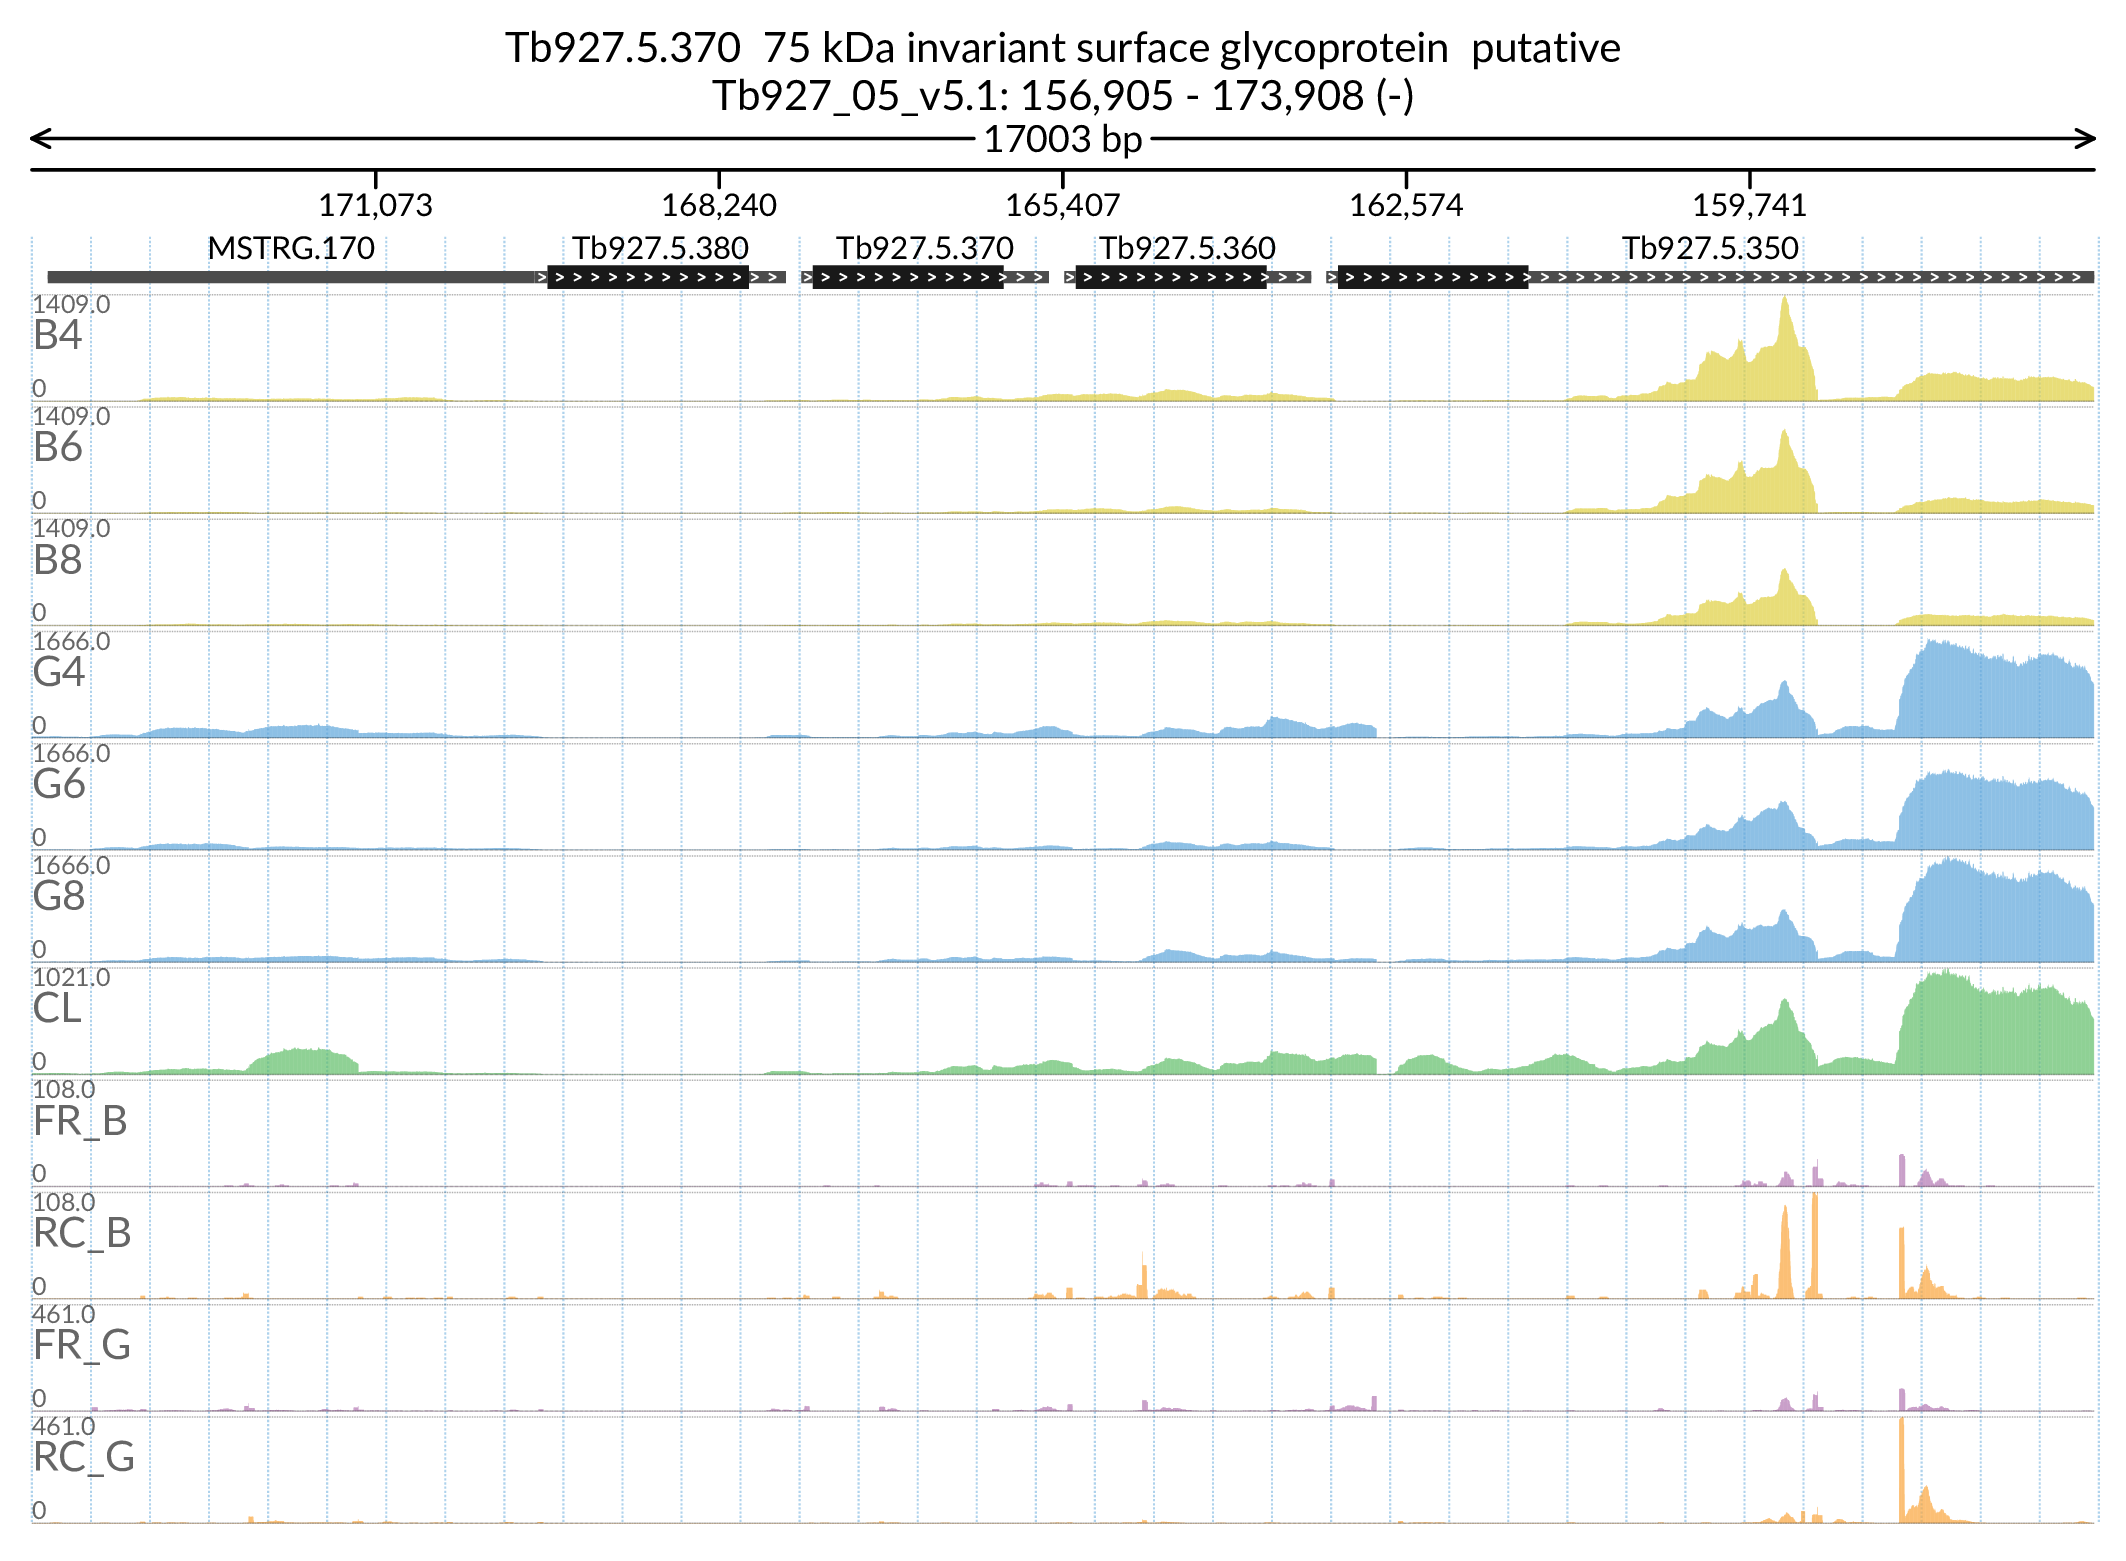 Tb927.5.370  75 kDa invariant surface glycoprotein  putative
Tb927_05_v5.1: 156,905 - 173,908 (-)
17003 bp
171,073 168,240 165,407 162,574 159,741
MSTRG.170 Tb927.5.380 Tb927.5.370 Tb927.5.360 Tb927.5.350
1409.0
B4
0
1409.0
B6
0
1409.0
B8
0
1666.0
G4
0
1666.0
G6
0
1666.0
G8
0
1021.0
CL
0
108.0
FR_B
0
108.0
RC_B
0
461.0
FR_G
0
461.0
RC_G
0